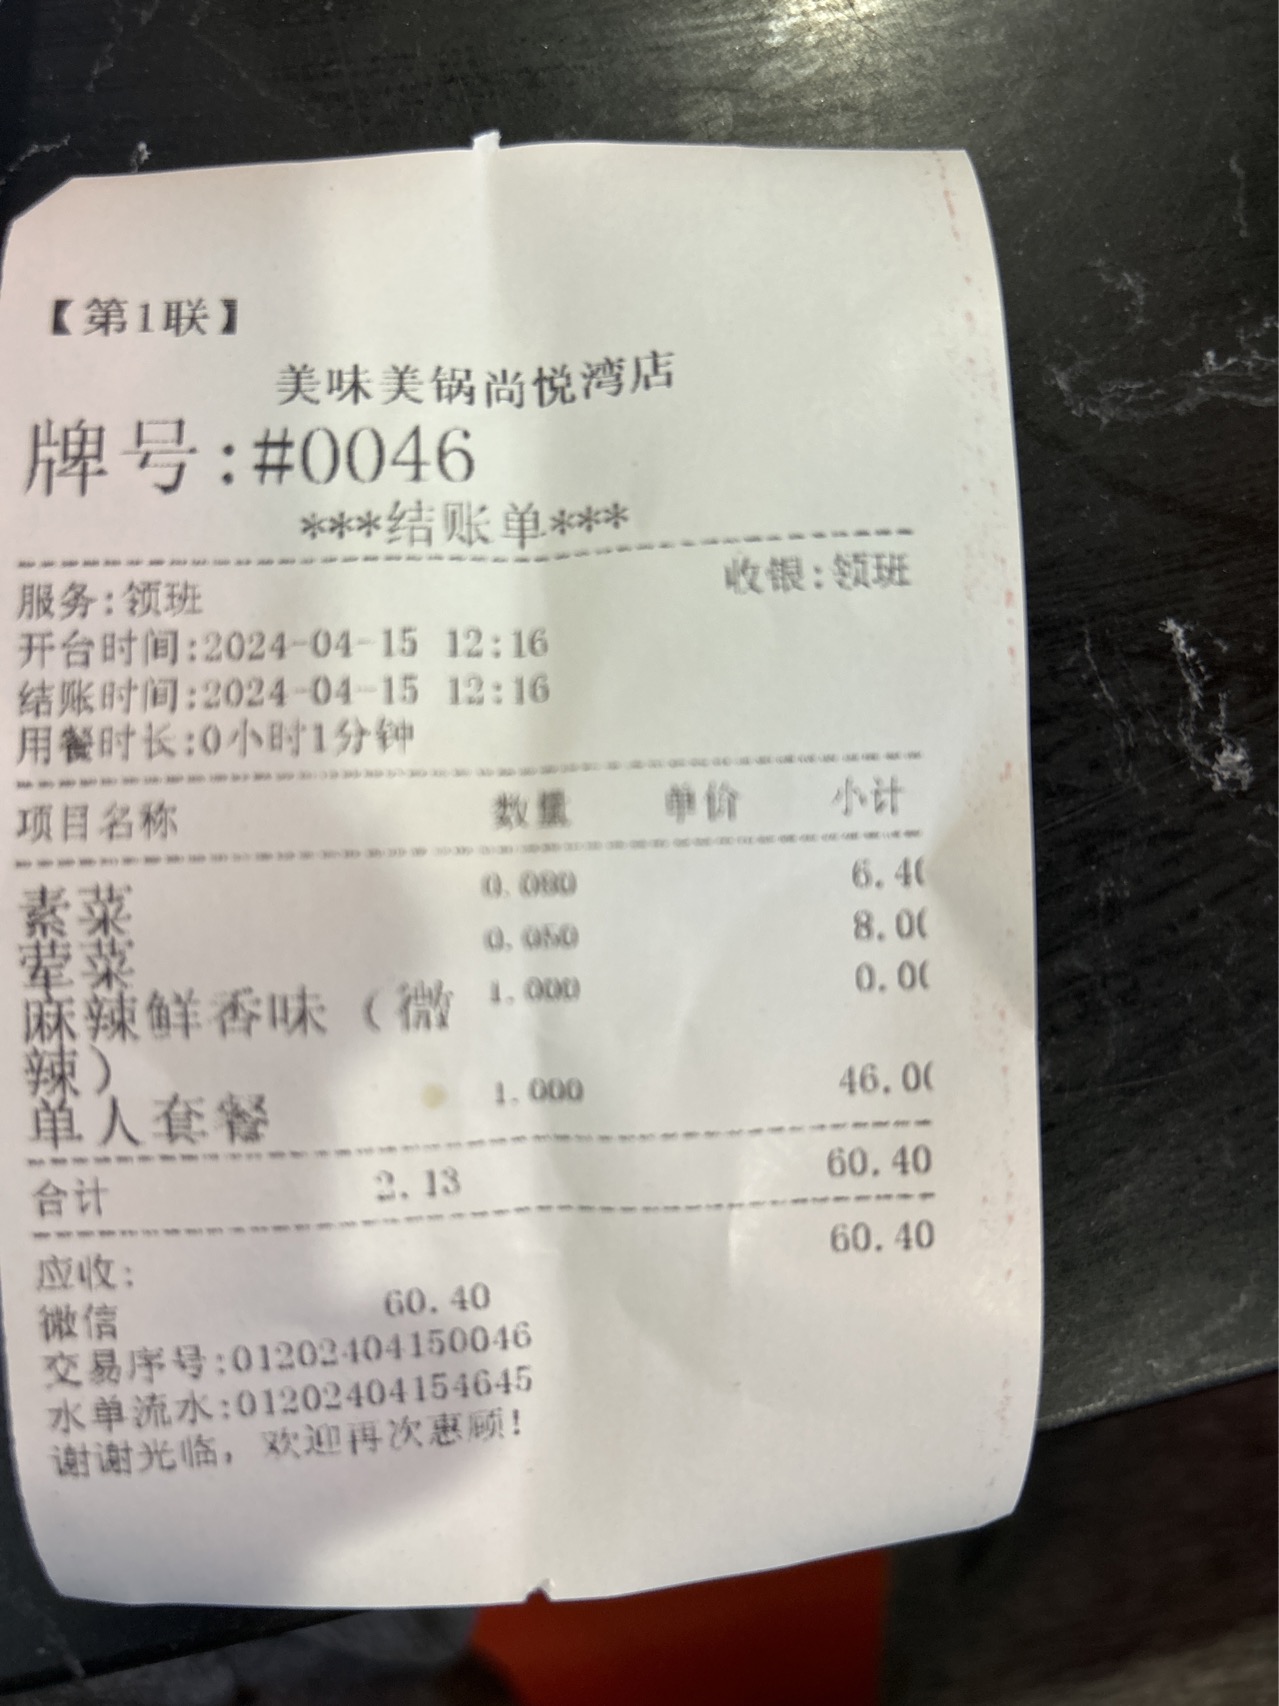 【第1联】
美味美锅尚悦湾店
牌号:#0046
***结账单***
服务:领班 收银:领班
开台时间:2024-04-15 12:16
结账时间:2024-04-15 12:16
用餐时长:0小时1分钟
项目名称 数量 单价 小计
素菜 0.080 6.40
荤菜 0.050 8.00
麻辣鲜香味（微 1.000 0.00
辣）
单人套餐 1.000 46.00
合计 2.13 60.40
应收: 60.40
微信 60.40
交易序号:01202404150046
水单流水:01202404154645
谢谢光临，欢迎再次惠顾!